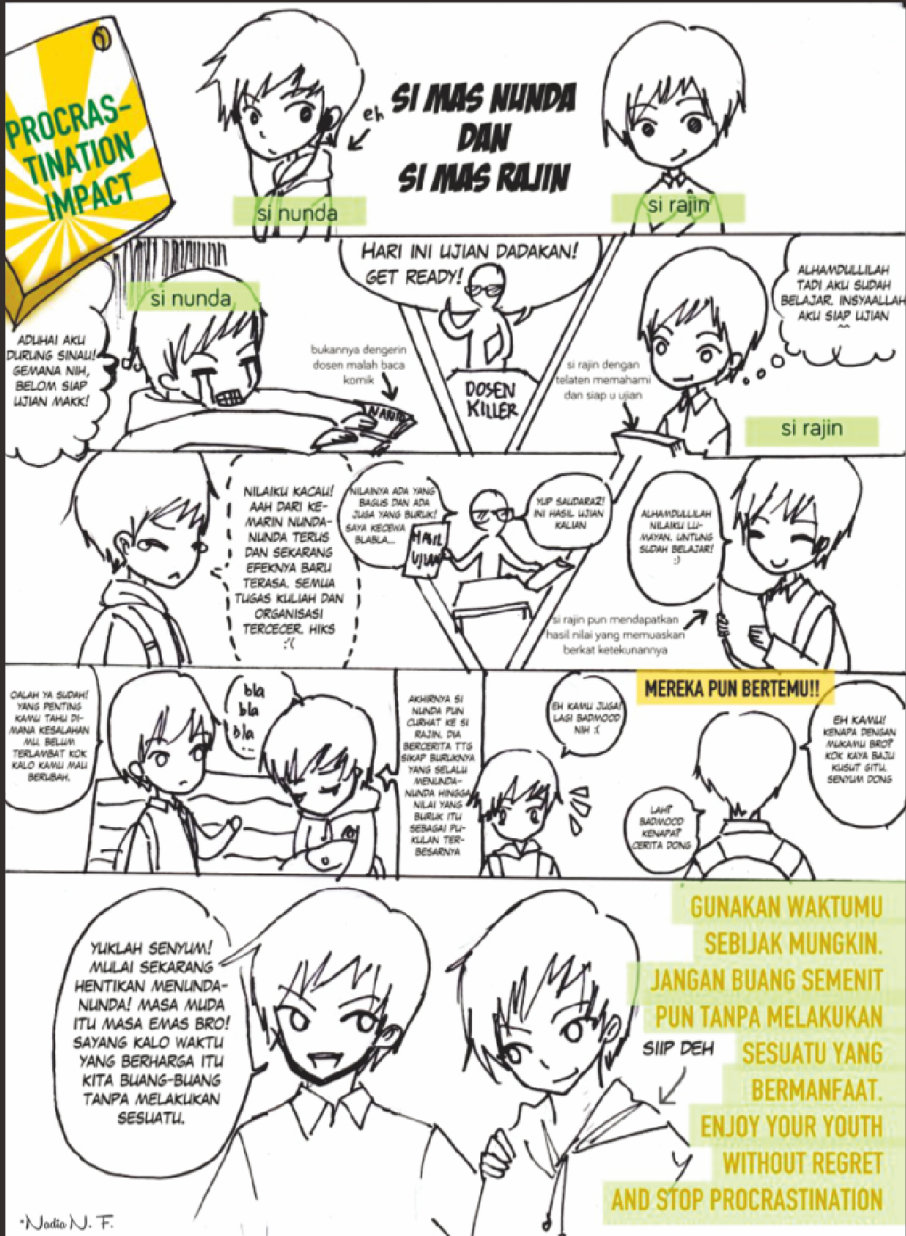 PROCRAS-
TINATION
IMPACT
eh
SI MAS NUNDA
DAN
SI MAS RAJIN
si nunda
si rajin
si nunda
ADUHAI AKU
DURUNG SINAU!
GEMANA NIH,
BELOM SIAP
UJIAN MAKK!
bukannya dengerin
dosen malah baca
komik
HARI INI UJIAN DADAKAN!
GET READY!
DOSEN
KILLER
si rajin dengan
telaten memahami
dan siap u ujian
ALHAMDULLILAH
TADI AKU SUDAH
BELAJAR. INSYAALLAH
AKU SIAP UJIAN
^^
si rajin
NILAIKU KACAU!
AAH DARI KE-
MARIN NUNDA-
NUNDA TERUS
DAN SEKARANG
EFEKNYA BARU
TERASA. SEMUA
TUGAS KULIAH DAN
ORGANISASI
TERCECER. HIKS
:'(
NILAINYA ADA YANG
BAGUS DAN ADA
JUGA YANG BURUK!
SAYA KECEWA
BLABLA...
HASIL
UJIAN
YUP SAUDARA2!
INI HASIL UJIAN
KALIAN
ALHAMDULLILAH
NILAIKU LU-
MAYAN. UNTUNG
SUDAH BELAJAR!
:)
si rajin pun mendapatkan
hasil nilai yang memuaskan
berkat ketekunannya
OALAH YA SUDAH!
YANG PENTING
KAMU TAHU DI-
MANA KESALAHAN
MU. BELUM
TERLAMBAT KOK
KALO KAMU MAU
BERUBAH.
bla
bla
bla...
AKHIRNYA SI
NUNDA PUN
CURHAT KE SI
RAJIN. DIA
BERCERITA TTG
SIKAP BURUKNYA
YANG SELALU
MENUNDA-
NUNDA HINGGA
NILAI YANG
BURUK ITU
SEBAGAI PU-
KULAN TER-
BESARNYA
EH KAMU JUGA!
LAGI BADMOOD
NIH :(
MEREKA PUN BERTEMU!!
LAH?
BADMOOD
KENAPA?
CERITA DONG
EH KAMU!
KENAPA DENGAN
MUKAMU BRO?
KOK KAYA BAJU
KUSUT GITU.
SENYUM DONG
YUKLAH SENYUM!
MULAI SEKARANG
HENTIKAN MENUNDA-
NUNDA! MASA MUDA
ITU MASA EMAS BRO!
SAYANG KALO WAKTU
YANG BERHARGA ITU
KITA BUANG-BUANG
TANPA MELAKUKAN
SESUATU.
SIIP DEH
GUNAKAN WAKTUMU
SEBIJAK MUNGKIN.
JANGAN BUANG SEMENIT
PUN TANPA MELAKUKAN
SESUATU YANG
BERMANFAAT.
ENJOY YOUR YOUTH
WITHOUT REGRET
AND STOP PROCRASTINATION
*Nadia N. F.